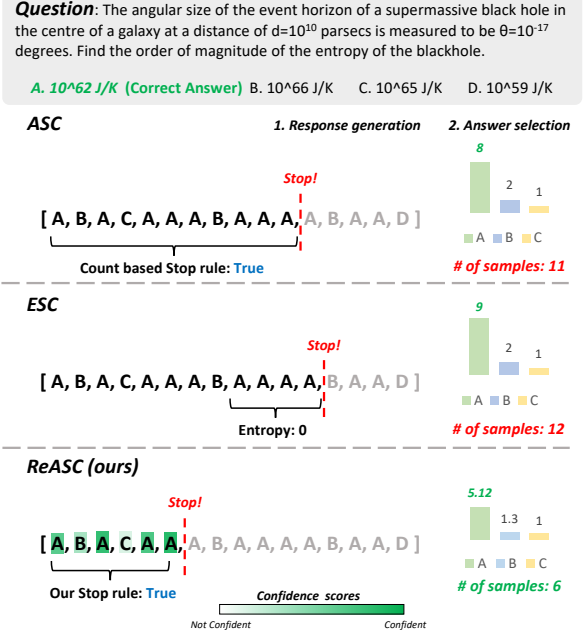 Question: The angular size of the event horizon of a supermassive black hole in
the centre of a galaxy at a distance of d=10¹⁰ parsecs is measured to be θ=10⁻¹⁷
degrees. Find the order of magnitude of the entropy of the blackhole.
A. 10^62 J/K (Correct Answer) B. 10^66 J/K C. 10^65 J/K D. 10^59 J/K
ASC
1. Response generation
2. Answer selection
Stop!
[ A, B, A, C, A, A, A, B, A, A, A, A, B, A, A, D ]
Count based Stop rule: True
8
2
1
A B C
# of samples: 11
ESC
Stop!
[ A, B, A, C, A, A, A, B, A, A, A, A, B, A, A, D ]
Entropy: 0
9
2
1
A B C
# of samples: 12
ReASC (ours)
Stop!
[ A, B, A, C, A, A, A, B, A, A, A, A, B, A, A, D ]
Our Stop rule: True
5.12
1.3
1
A B C
# of samples: 6
Confidence scores
Not Confident
Confident